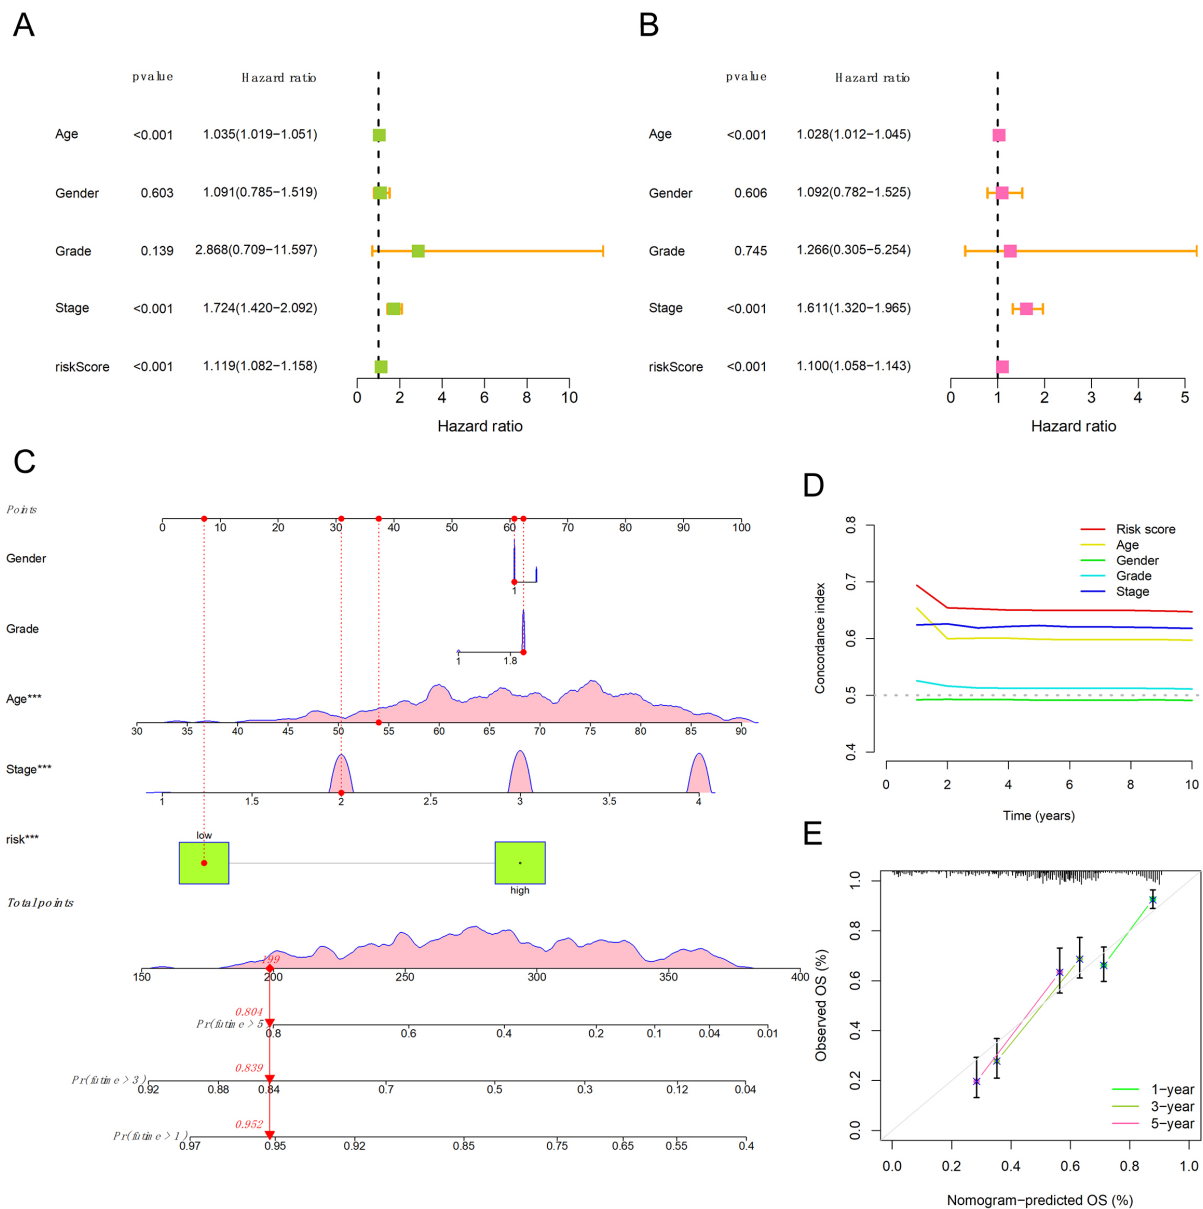 A
pvalue Hazard ratio
Age <0.001 1.035(1.019−1.051)
Gender 0.603 1.091(0.785−1.519)
Grade 0.139 2.868(0.709−11.597)
Stage <0.001 1.724(1.420−2.092)
riskScore <0.001 1.119(1.082−1.158)
0 2 4 6 8 10
Hazard ratio
B
pvalue Hazard ratio
Age <0.001 1.028(1.012−1.045)
Gender 0.606 1.092(0.782−1.525)
Grade 0.745 1.266(0.305−5.254)
Stage <0.001 1.611(1.320−1.965)
riskScore <0.001 1.100(1.058−1.143)
0 1 2 3 4 5
Hazard ratio
C
Points
0 10 20 30 40 50 60 70 80 90 100
Gender
1
Grade
1 1.8
Age***
30 35 40 45 50 55 60 65 70 75 80 85 90
Stage***
1 1.5 2 2.5 3 3.5 4
risk***
low
high
Total points
199
150 200 250 300 350 400
0.804
Pr(futime > 5)
0.8 0.6 0.4 0.2 0.1 0.04 0.01
0.839
Pr(futime > 3)
0.92 0.88 0.84 0.7 0.5 0.3 0.12 0.04
0.952
Pr(futime > 1)
0.97 0.95 0.92 0.85 0.75 0.65 0.55 0.4
D
Concordance index
0.8
0.7
0.6
0.5
0.4
Risk score
Age
Gender
Grade
Stage
0 2 4 6 8 10
Time (years)
E
Observed OS (%)
1.0
0.8
0.6
0.4
0.2
0.0
1−year
3−year
5−year
0.0 0.2 0.4 0.6 0.8 1.0
Nomogram−predicted OS (%)